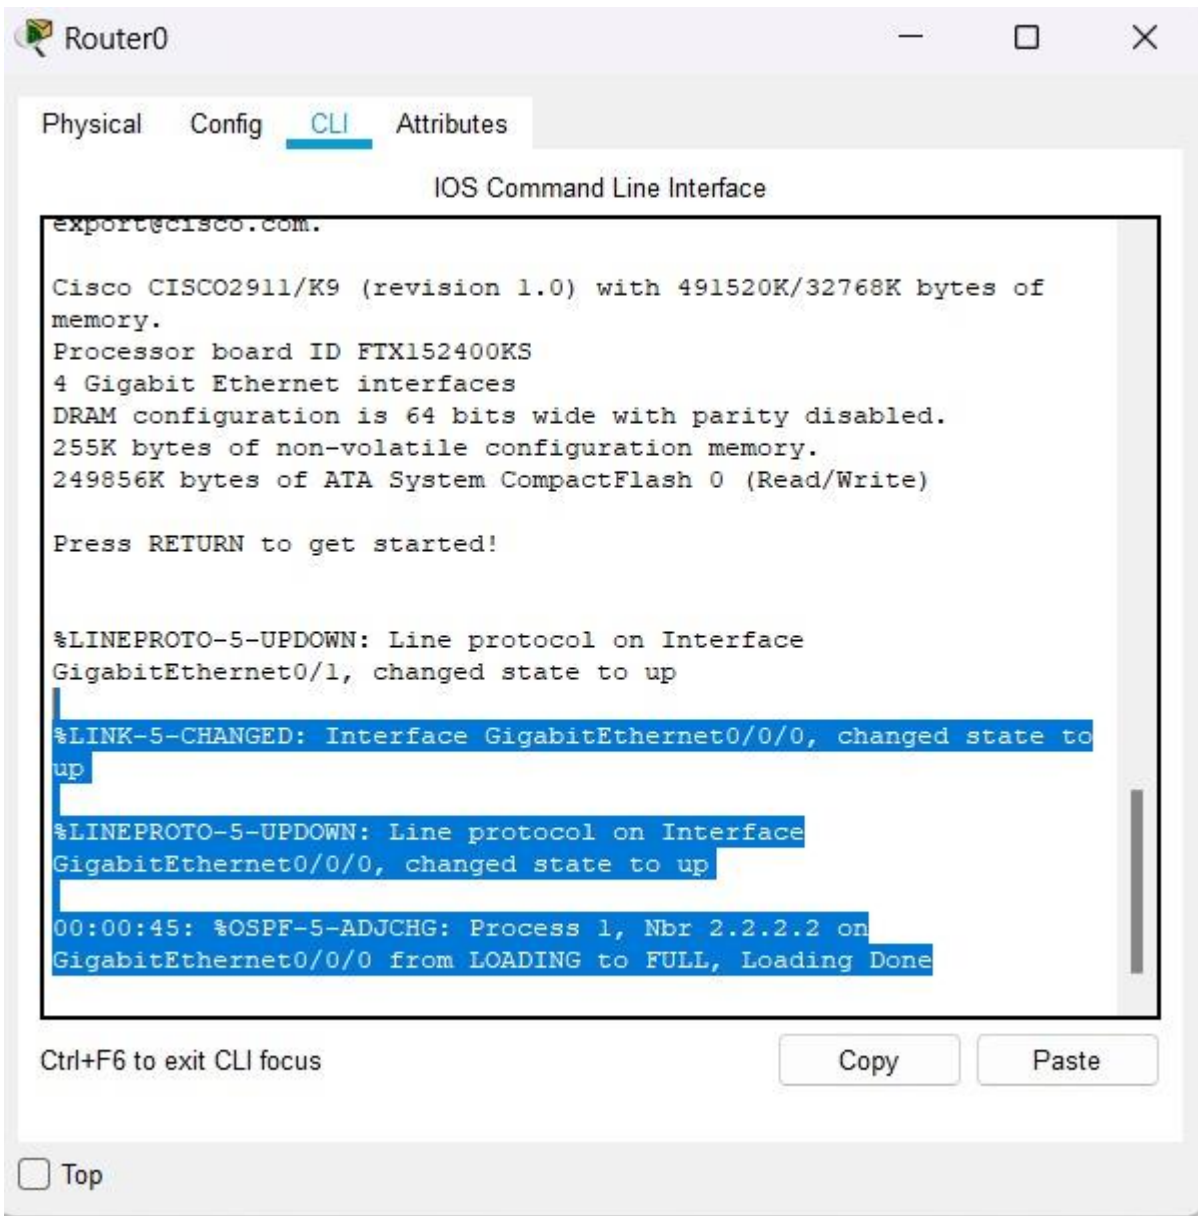 Router0
Physical Config CLI Attributes
IOS Command Line Interface
export@cisco.com.
Cisco CISCO2911/K9 (revision 1.0) with 491520K/32768K bytes of
memory.
Processor board ID FTX152400KS
4 Gigabit Ethernet interfaces
DRAM configuration is 64 bits wide with parity disabled.
255K bytes of non-volatile configuration memory.
249856K bytes of ATA System CompactFlash 0 (Read/Write)
Press RETURN to get started!
%LINEPROTO-5-UPDOWN: Line protocol on Interface
GigabitEthernet0/1, changed state to up
%LINK-5-CHANGED: Interface GigabitEthernet0/0/0, changed state to
up
%LINEPROTO-5-UPDOWN: Line protocol on Interface
GigabitEthernet0/0/0, changed state to up
00:00:45: %OSPF-5-ADJCHG: Process 1, Nbr 2.2.2.2 on
GigabitEthernet0/0/0 from LOADING to FULL, Loading Done
Ctrl+F6 to exit CLI focus
Copy Paste
Top